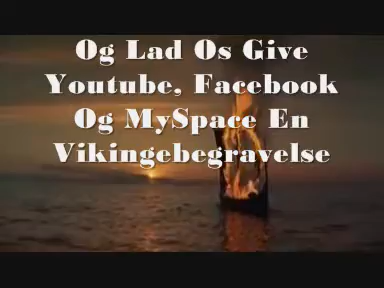 Og Lad Os Give
Youtube, Facebook
Og MySpace En
Vikingebegravelse